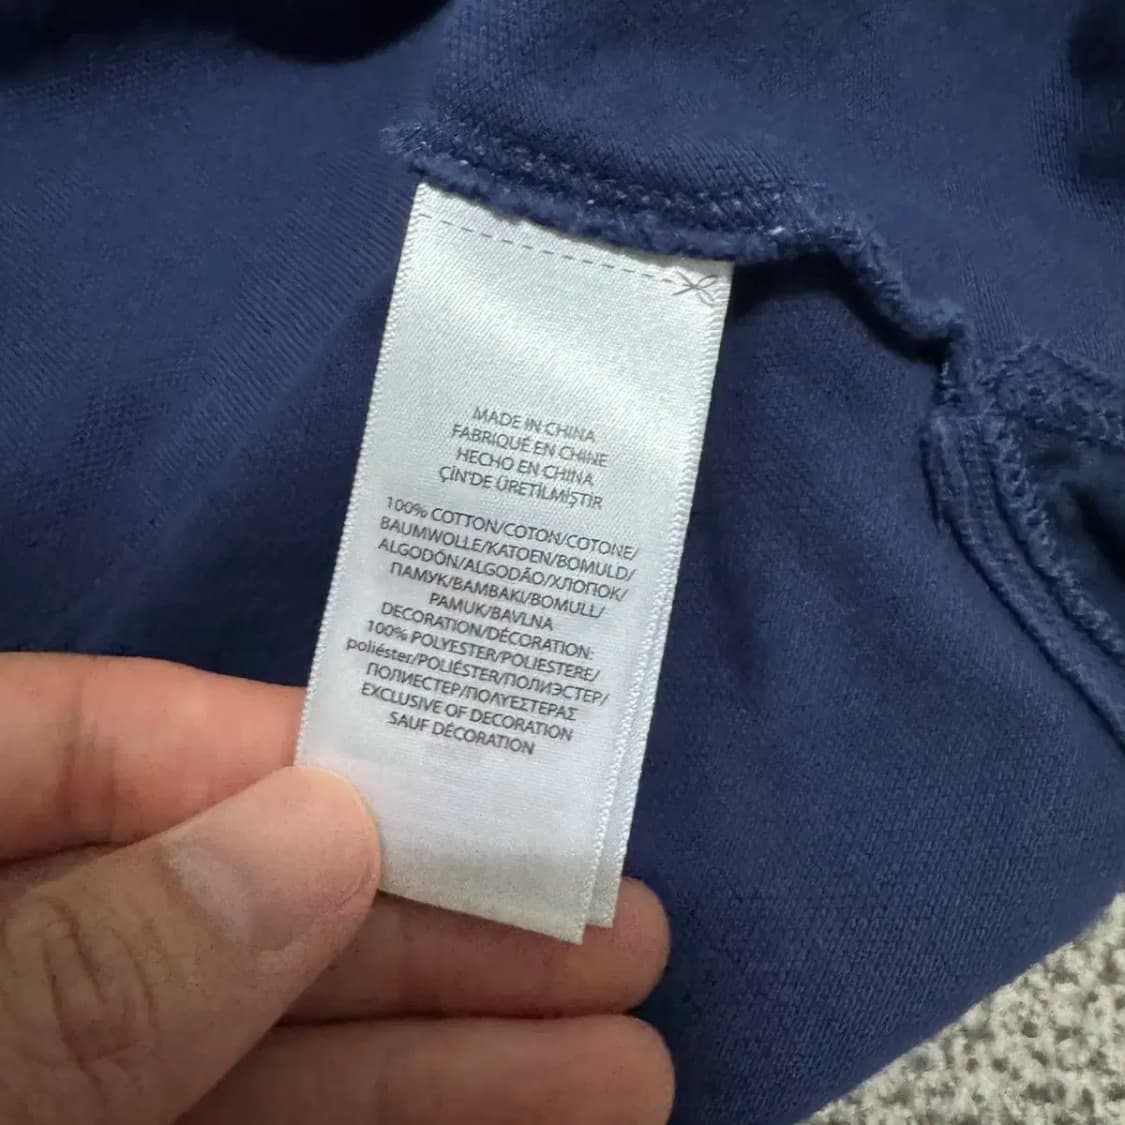 MADE IN CHINA
FABRIQUÉ EN CHINE
HECHO EN CHINA
ÇİN'DE ÜRETİLMİŞTİR
100% COTTON/COTON/COTONE/
BAUMWOLLE/KATOEN/BOMULD/
ALGODÓN/ALGODÃO/ХЛОПОК/
ПАМУК/ΒΑΜΒΑΚΙ/BOMULL/
PAMUK/BAVLNA
DECORATION/DÉCORATION:
100% POLYESTER/POLIESTERE/
poliéster/POLIÉSTER/ПОЛИЭСТЕР/
ПОЛИЕСТЕР/ΠΟΛΥΕΣΤΕΡΑΣ
EXCLUSIVE OF DECORATION
SAUF DÉCORATION